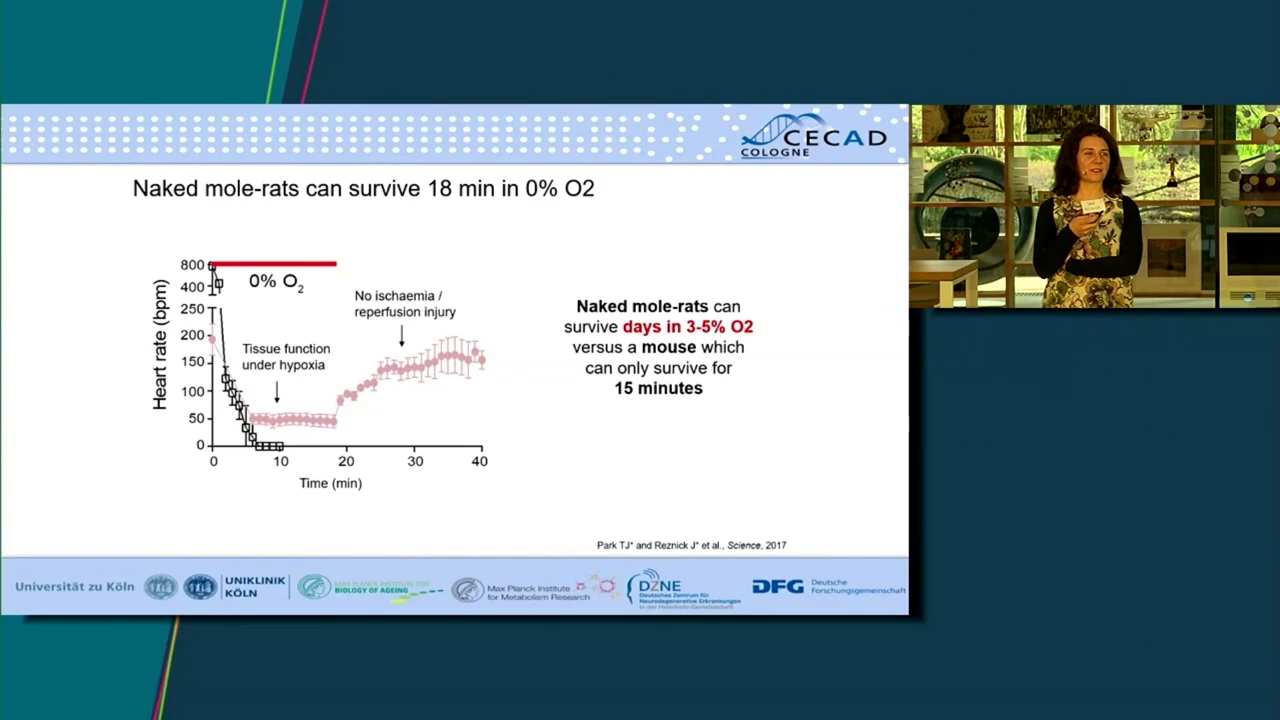 CECAD
COLOGNE
Naked mole-rats can survive 18 min in 0% O2
800
400
250
200
150
100
50
0
Heart rate (bpm)
0% O2
Tissue function
under hypoxia
No ischaemia /
reperfusion injury
0
10
20
30
40
Time (min)
Naked mole-rats can
survive days in 3-5% O2
versus a mouse which
can only survive for
15 minutes
Park TJ* and Reznick J* et al., Science, 2017
Universität zu Köln
UNIKLINIK
KÖLN
MAX PLANCK INSTITUTE FOR
BIOLOGY OF AGEING
Max Planck Institute
for Metabolism Research
DZNE
Deutsches Zentrum für
Neurodegenerative Erkrankungen
in der Helmholtz-Gemeinschaft
DFG
Deutsche
Forschungsgemeinschaft